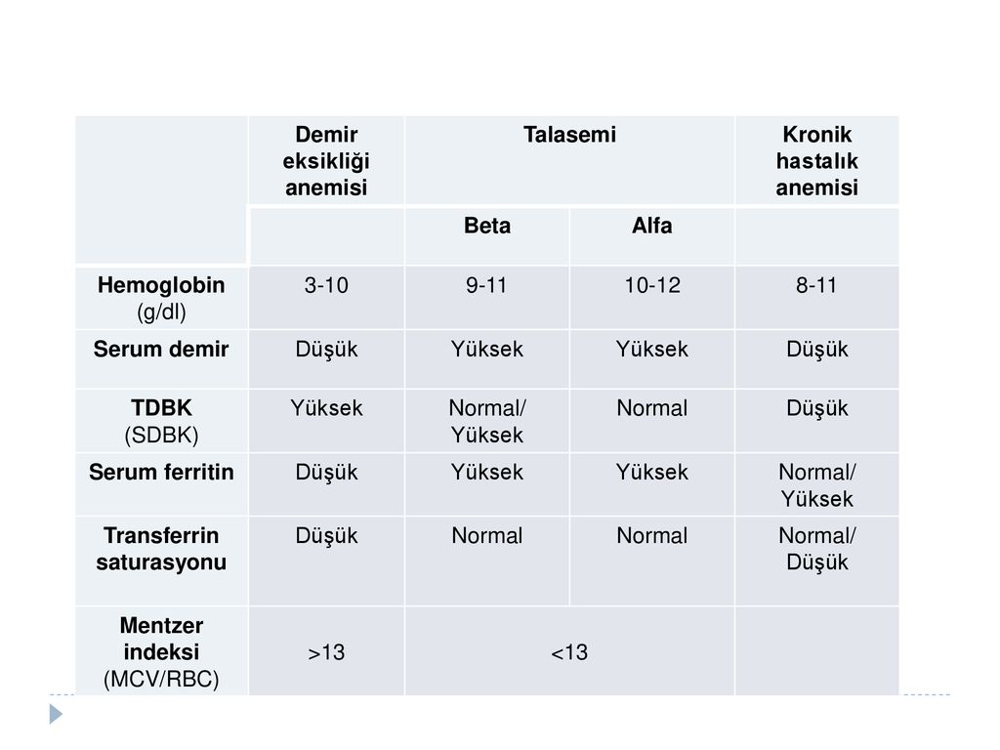 Demir
eksikliği
anemisi
Talasemi
Kronik
hastalık
anemisi
Beta
Alfa
Hemoglobin
(g/dl)
3-10
9-11
10-12
8-11
Serum demir
Düşük
Yüksek
Yüksek
Düşük
TDBK
(SDBK)
Yüksek
Normal/
Yüksek
Normal
Düşük
Serum ferritin
Düşük
Yüksek
Yüksek
Normal/
Yüksek
Transferrin
saturasyonu
Düşük
Normal
Normal
Normal/
Düşük
Mentzer
indeksi
(MCV/RBC)
>13
<13